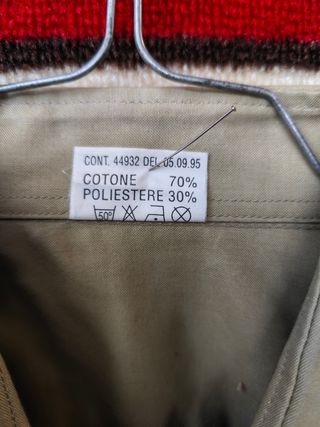 CONT. 44932 DEL 05.09.95
COTONE 70%
POLIESTERE 30%
50°